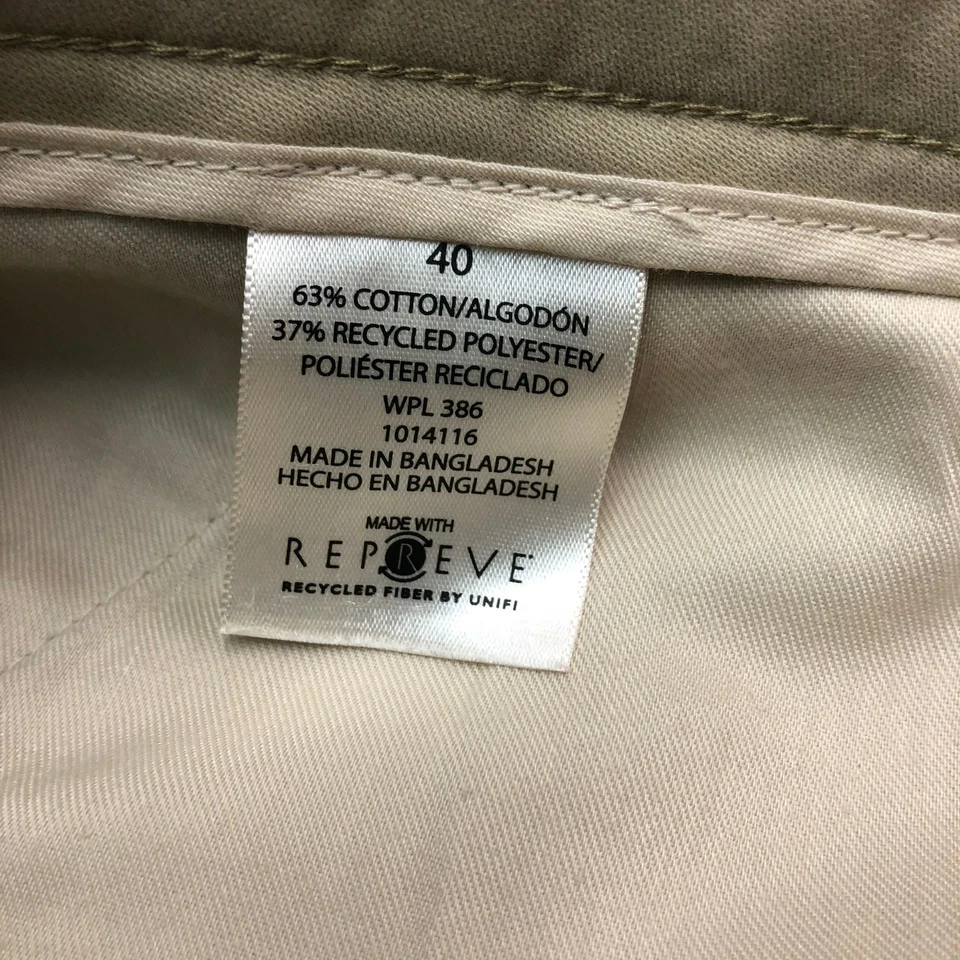 40
63% COTTON/ALGODÓN
37% RECYCLED POLYESTER/
POLIÉSTER RECICLADO
WPL 386
1014116
MADE IN BANGLADESH
HECHO EN BANGLADESH
MADE WITH
REPREVE
RECYCLED FIBER BY UNIFI